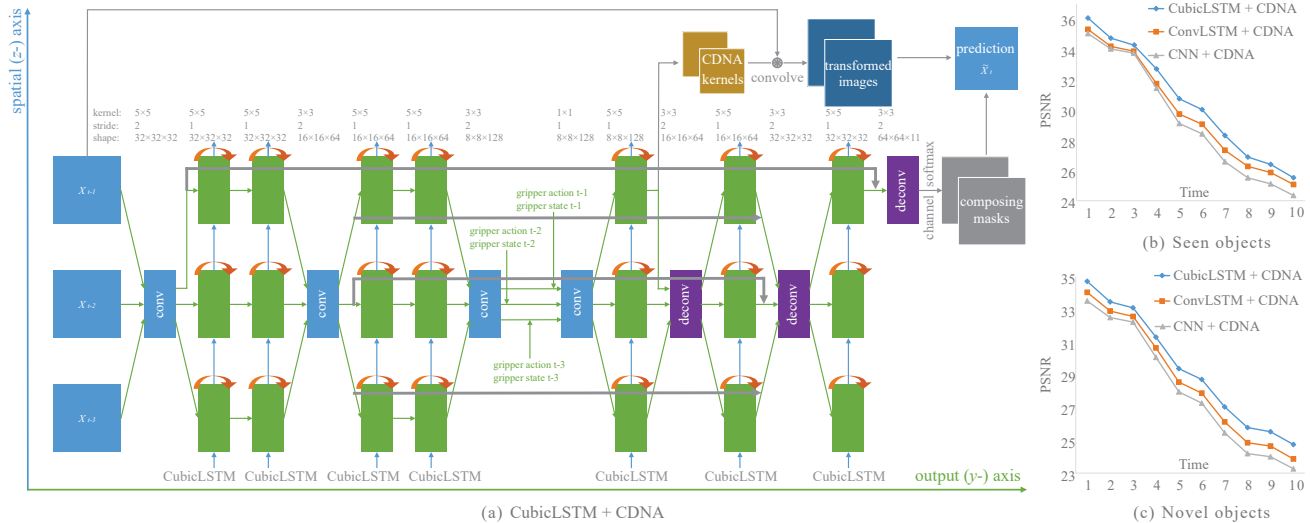 spatial (z-) axis
kernel: 5×5 5×5 5×5 3×3 5×5 5×5 3×3 1×1 5×5 3×3 3×3 3×3 5×5 3×3
stride: 2 1 1 2 1 1 2 1 1 2 1 2 1 2
shape: 32×32×32 32×32×32 32×32×32 16×16×64 16×16×64 16×16×64 8×8×128 8×8×128 8×8×128 16×16×64 16×16×64 32×32×32 32×32×32 64×64×11
CDNA
kernels
convolve
transformed
images
prediction
X̃ t
X t-1
X t-2
X t-3
conv
conv
conv
conv
deconv
deconv
deconv
gripper action t-1
gripper state t-1
gripper action t-2
gripper state t-2
gripper action t-3
gripper state t-3
channel softmax
composing
masks
CubicLSTM CubicLSTM CubicLSTM CubicLSTM CubicLSTM CubicLSTM CubicLSTM
output (y-) axis
(a) CubicLSTM + CDNA
PSNR
36
34
32
30
28
26
24
CubicLSTM + CDNA
ConvLSTM + CDNA
CNN + CDNA
Time
1 2 3 4 5 6 7 8 9 10
(b) Seen objects
PSNR
35
33
31
29
27
25
23
CubicLSTM + CDNA
ConvLSTM + CDNA
CNN + CDNA
Time
1 2 3 4 5 6 7 8 9 10
(c) Novel objects